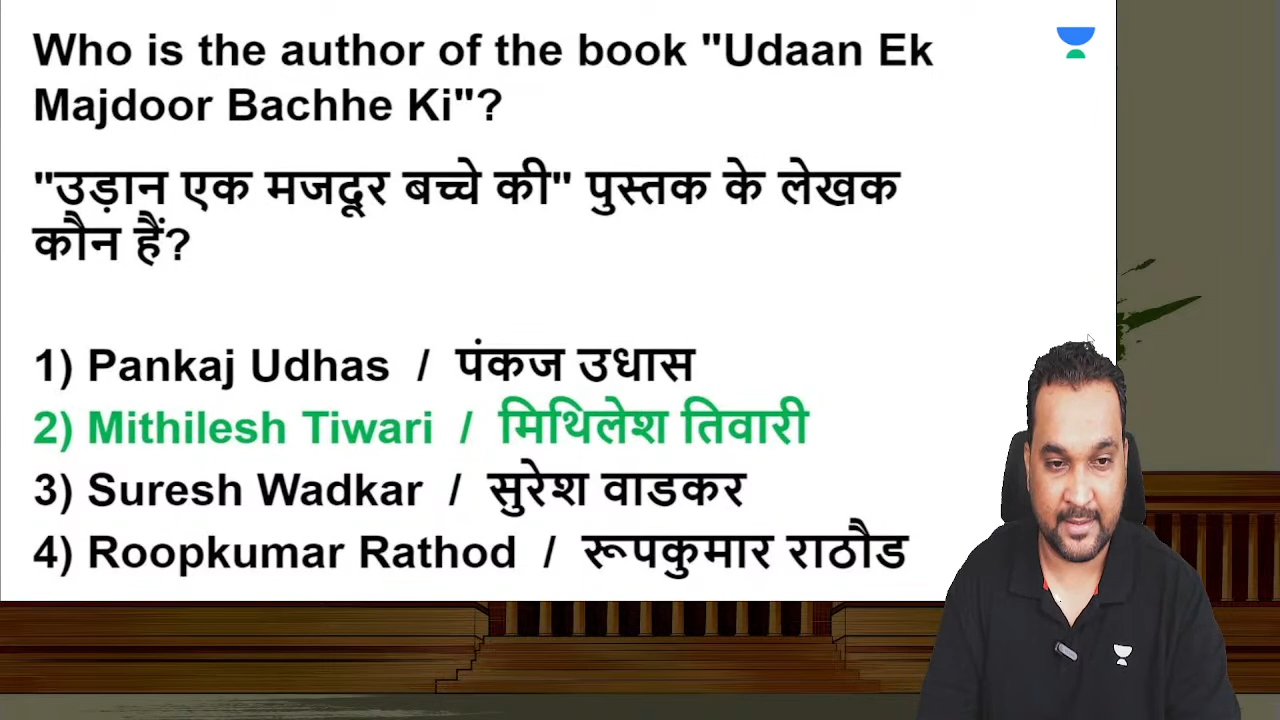 Who is the author of the book "Udaan Ek
Majdoor Bachhe Ki"?
"उड़ान एक मजदूर बच्चे की" पुस्तक के लेखक
कौन हैं?
1) Pankaj Udhas / पंकज उधास
2) Mithilesh Tiwari / मिथिलेश तिवारी
3) Suresh Wadkar / सुरेश वाडकर
4) Roopkumar Rathod / रूपकुमार राठौड